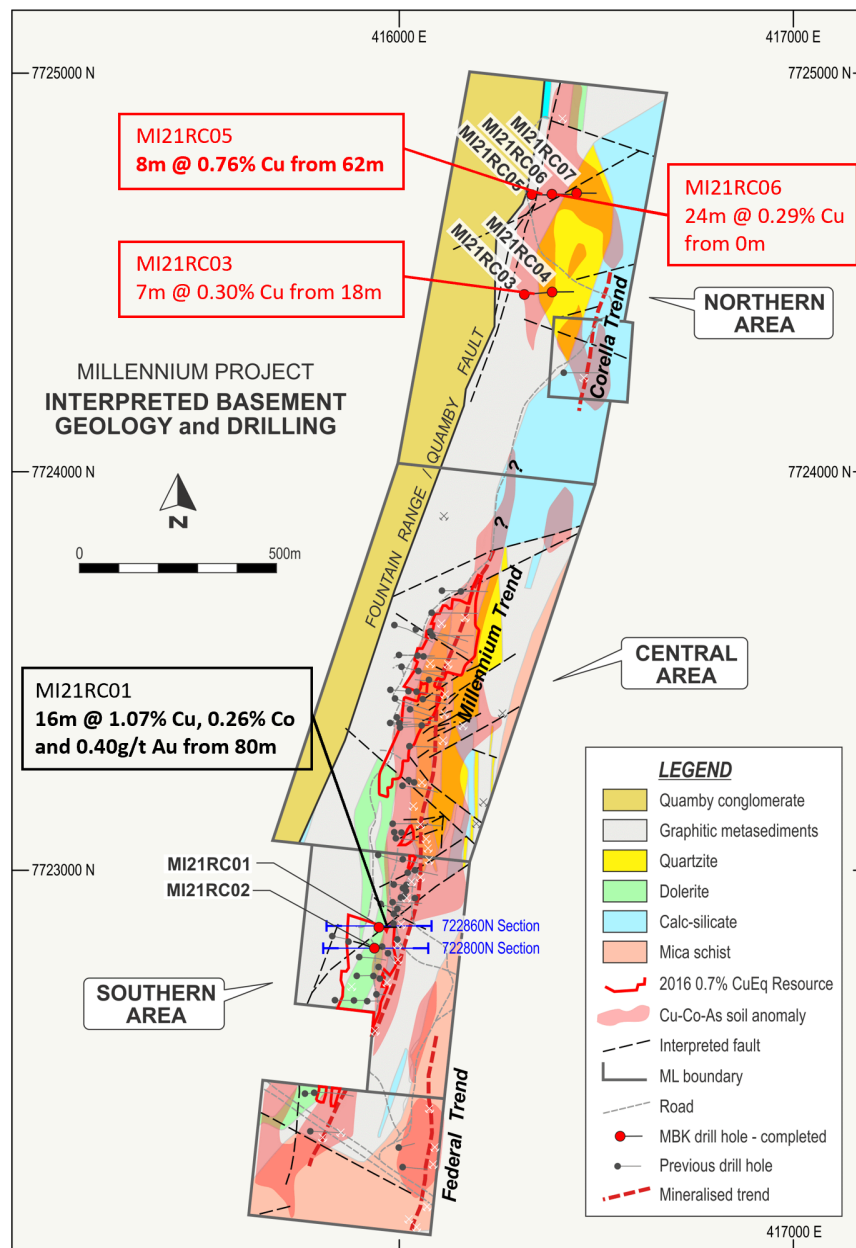 416000 E
417000 E
7725000 N
7725000 N
MI21RC05
8m @ 0.76% Cu from 62m
MI21RC07
MI21RC06
MI21RC05
MI21RC06
24m @ 0.29% Cu
from 0m
MI21RC03
7m @ 0.30% Cu from 18m
MI21RC04
MI21RC03
NORTHERN
AREA
Corella Trend
MILLENNIUM PROJECT
INTERPRETED BASEMENT
GEOLOGY and DRILLING
FOUNTAIN RANGE / QUAMBY FAULT
7724000 N
7724000 N
?
?
N
0
500m
Millennium Trend
CENTRAL
AREA
MI21RC01
16m @ 1.07% Cu, 0.26% Co
and 0.40g/t Au from 80m
7723000 N
MI21RC01
MI21RC02
722860N Section
722800N Section
SOUTHERN
AREA
Federal Trend
LEGEND
Quamby conglomerate
Graphitic metasediments
Quartzite
Dolerite
Calc-silicate
Mica schist
2016 0.7% CuEq Resource
Cu-Co-As soil anomaly
Interpreted fault
ML boundary
Road
MBK drill hole - completed
Previous drill hole
Mineralised trend
416000 E
417000 E